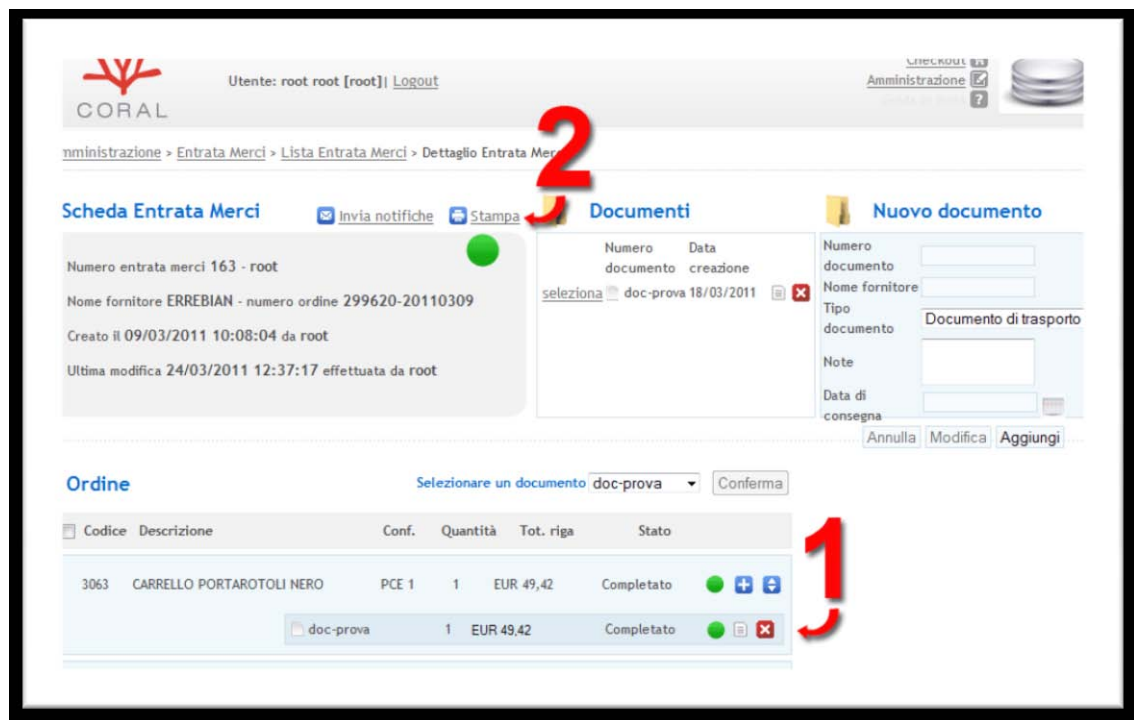 CORAL
Utente: root root [root]| Logout
Checkout
Amministrazione
2
mministrazione > Entrata Merci > Lista Entrata Merci > Dettaglio Entrata Merc
Scheda Entrata Merci
Invia notifiche
Stampa
Numero entrata merci 163 - root
Nome fornitore ERREBIAN - numero ordine 299620-20110309
Creato il 09/03/2011 10:08:04 da root
Ultima modifica 24/03/2011 12:37:17 effettuata da root
Documenti
Numero documento
Data creazione
seleziona doc-prova 18/03/2011
Nuovo documento
Numero documento
Nome fornitore
Tipo documento
Documento di trasporto
Note
Data di consegna
Annulla Modifica Aggiungi
Ordine
Selezionare un documento doc-prova Conferma
Codice Descrizione Conf. Quantità Tot. riga Stato
1
3063 CARRELLO PORTAROTOLI NERO PCE 1 1 EUR 49,42 Completato
doc-prova 1 EUR 49,42 Completato